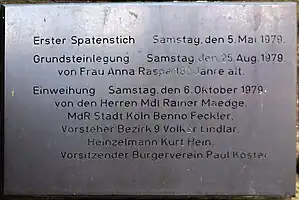 Erster Spatenstich Samstag, den 5. Mai 1979.
Grundsteinlegung Samstag, den 25. Aug. 1979.
von Frau Anna Raspe 102 Jahre alt.
Einweihung Samstag, den 6. Oktober 1979.
von den Herren Mdl Rainer Maedge.
MdR Stadt Köln Benno Feckler.
Vorsteher Bezirk 9 Volker Lindlar.
Heinzelmann Kurt Hein.
Vorsitzender Bürgerverein Paul Köster